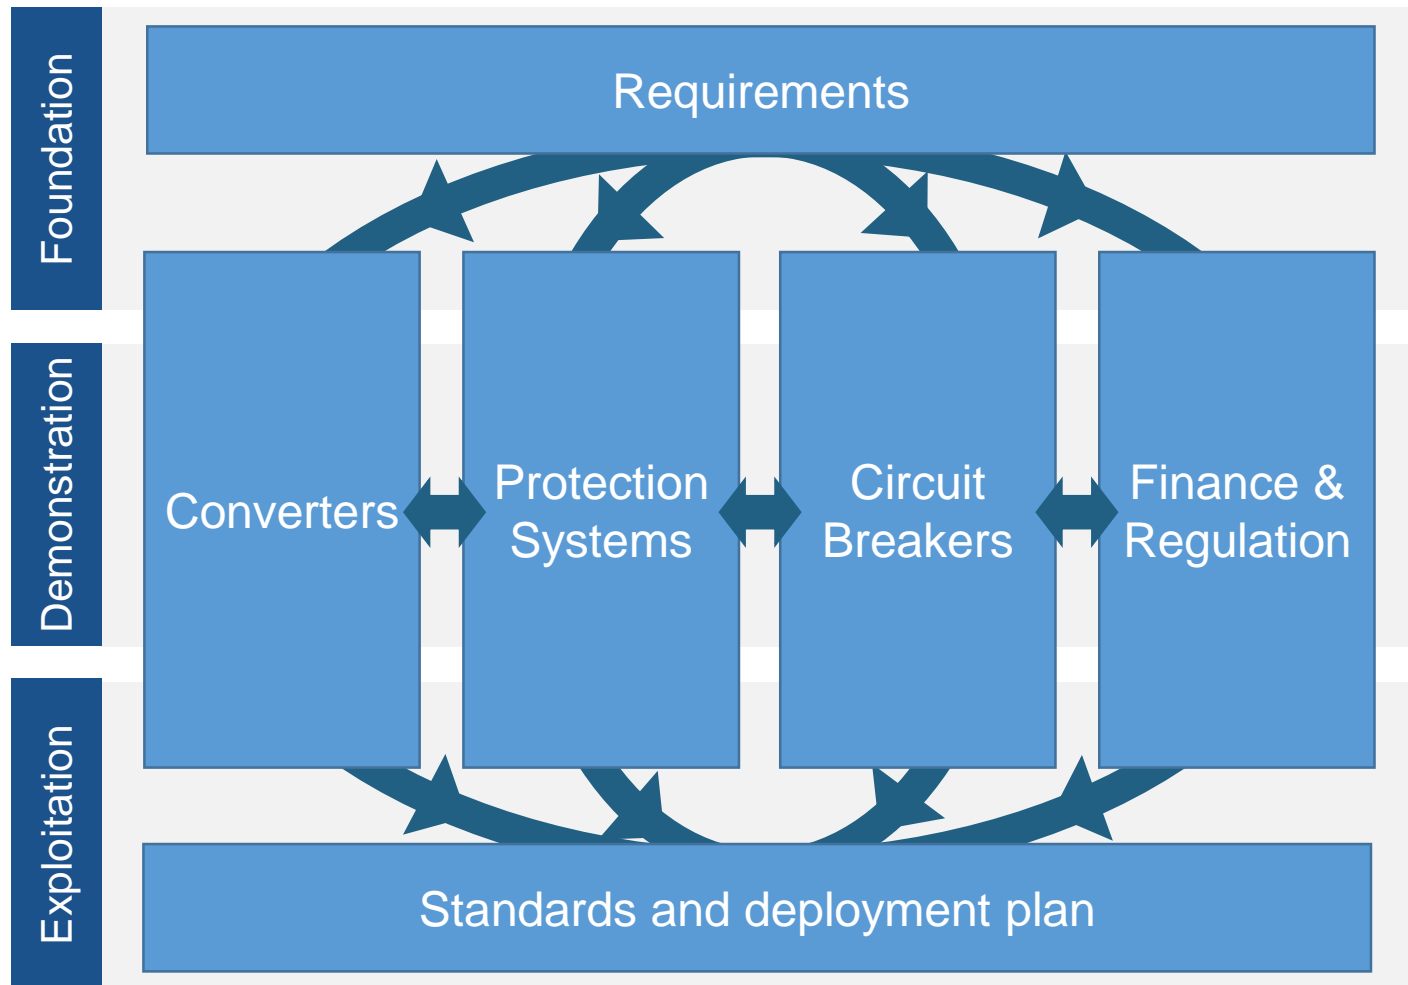 Foundation
Requirements
Demonstration
Converters
Protection
Systems
Circuit
Breakers
Finance &
Regulation
Exploitation
Standards and deployment plan